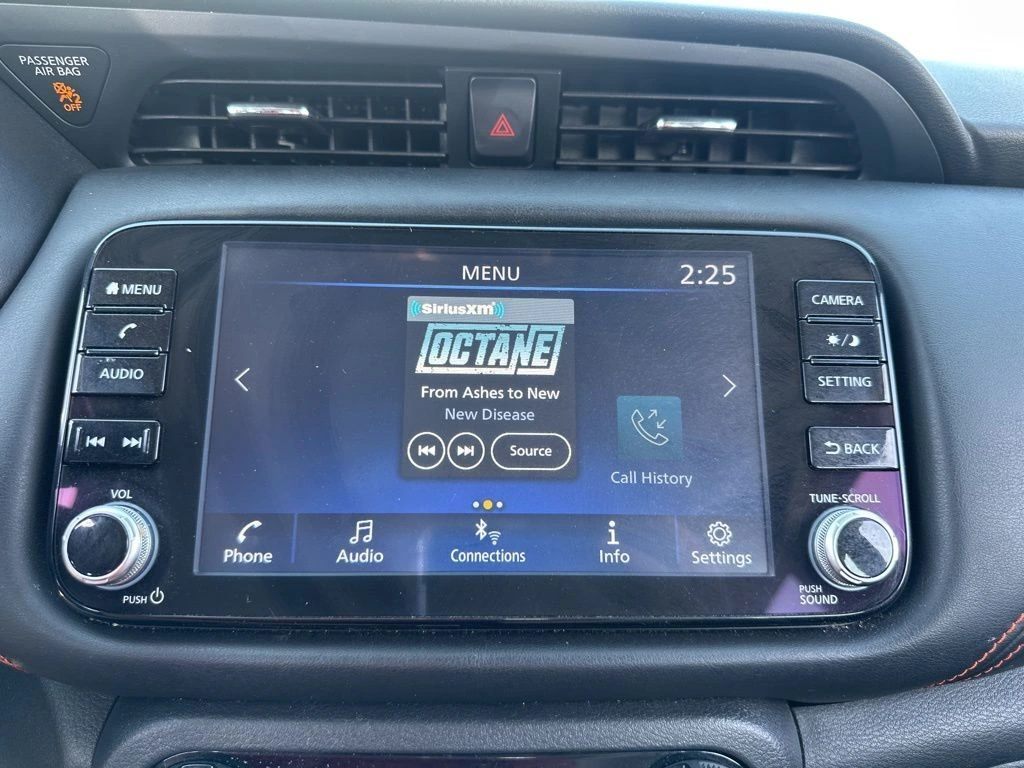 PASSENGER
AIR BAG
2
OFF
MENU
2:25
MENU
AUDIO
VOL
PUSH
SiriusXM
OCTANE
From Ashes to New
New Disease
Source
Call History
Phone
Audio
Connections
Info
Settings
CAMERA
SETTING
BACK
TUNE-SCROLL
PUSH
SOUND